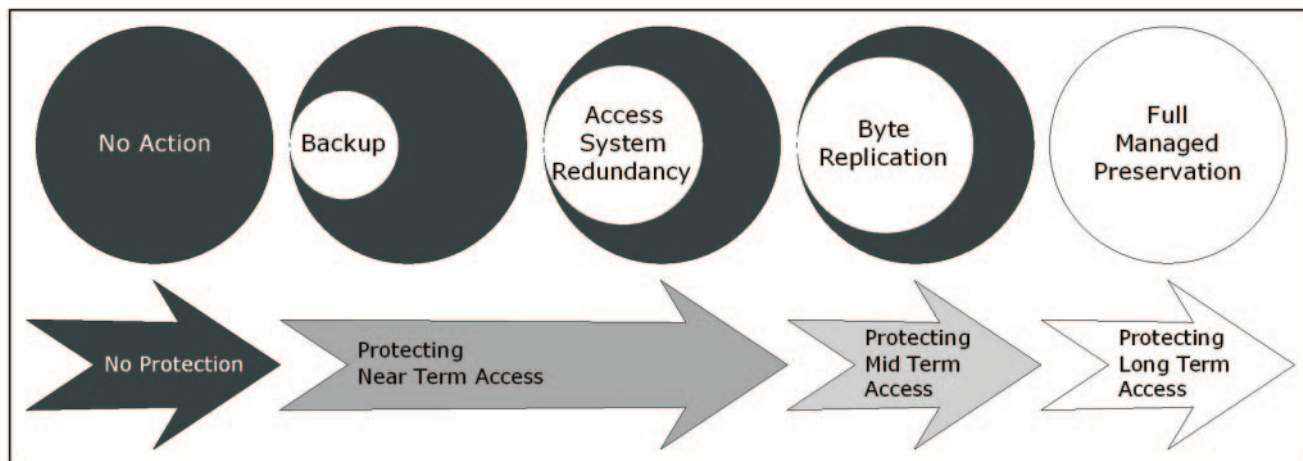 No Action
Backup
Access
System
Redundancy
Byte
Replication
Full
Managed
Preservation
No Protection
Protecting
Near Term Access
Protecting
Mid Term
Access
Protecting
Long Term
Access